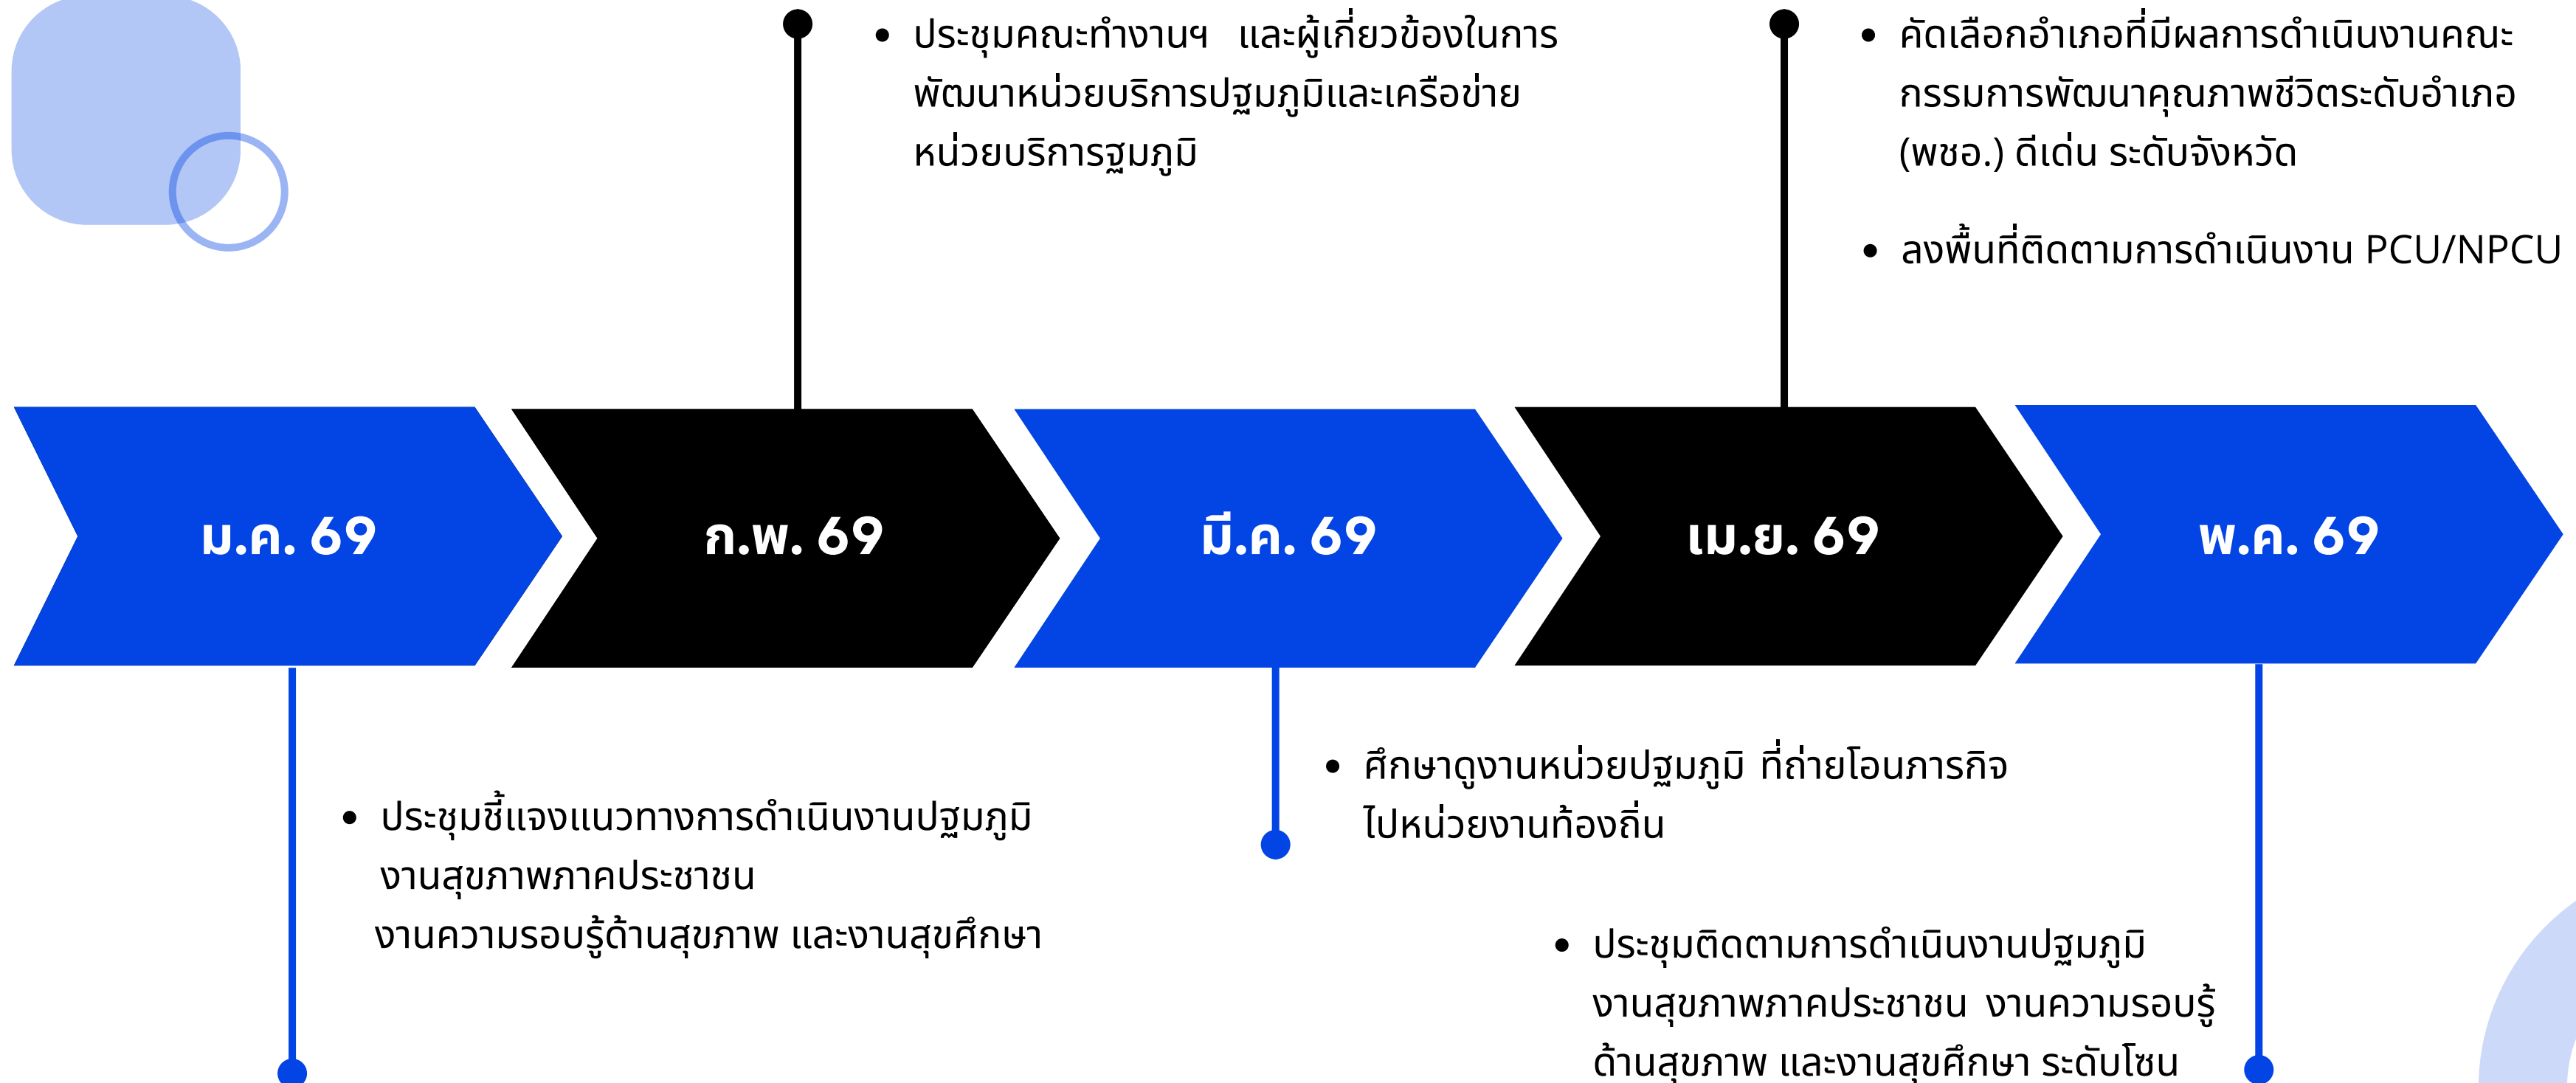 ประชุมคณะทำงานฯ และผู้เกี่ยวข้องในการ
พัฒนาหน่วยบริการปฐมภูมิและเครือข่าย
หน่วยบริการฐมภูมิ
คัดเลือกอำเภอที่มีผลการดำเนินงานคณะ
กรรมการพัฒนาคุณภาพชีวิตระดับอำเภอ
(พชอ.) ดีเด่น ระดับจังหวัด
ลงพื้นที่ติดตามการดำเนินงาน PCU/NPCU
ม.ค. 69
ก.พ. 69
มี.ค. 69
เม.ย. 69
พ.ค. 69
ประชุมชี้แจงแนวทางการดำเนินงานปฐมภูมิ
งานสุขภาพภาคประชาชน
งานความรอบรู้ด้านสุขภาพ และงานสุขศึกษา
ศึกษาดูงานหน่วยปฐมภูมิ ที่ถ่ายโอนภารกิจ
ไปหน่วยงานท้องถิ่น
ประชุมติดตามการดำเนินงานปฐมภูมิ
งานสุขภาพภาคประชาชน งานความรอบรู้
ด้านสุขภาพ และงานสุขศึกษา ระดับโซน